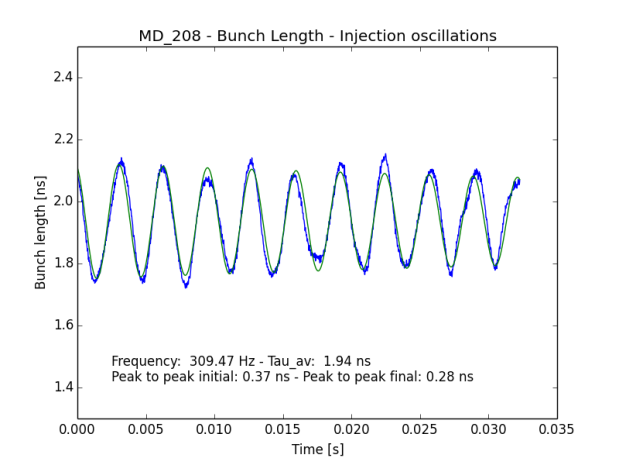 MD_208 - Bunch Length - Injection oscillations
2.4
2.2
2.0
1.8
1.6
1.4
Bunch length [ns]
Frequency:  309.47 Hz - Tau_av:  1.94 ns
Peak to peak initial: 0.37 ns - Peak to peak final: 0.28 ns
0.000 0.005 0.010 0.015 0.020 0.025 0.030 0.035
Time [s]